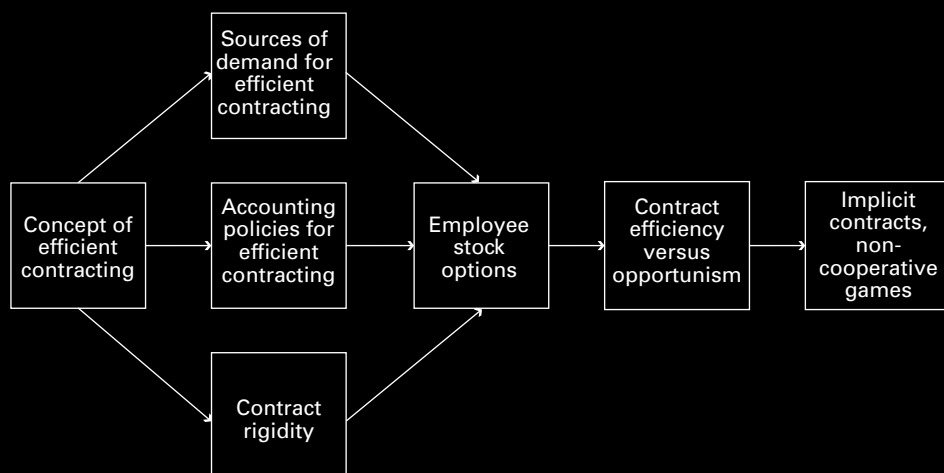 Sources of
demand for
efficient
contracting
Concept of
efficient
contracting
Accounting
policies for
efficient
contracting
Contract
rigidity
Employee
stock
options
Contract
efficiency
versus
opportunism
Implicit
contracts,
non-
cooperative
games